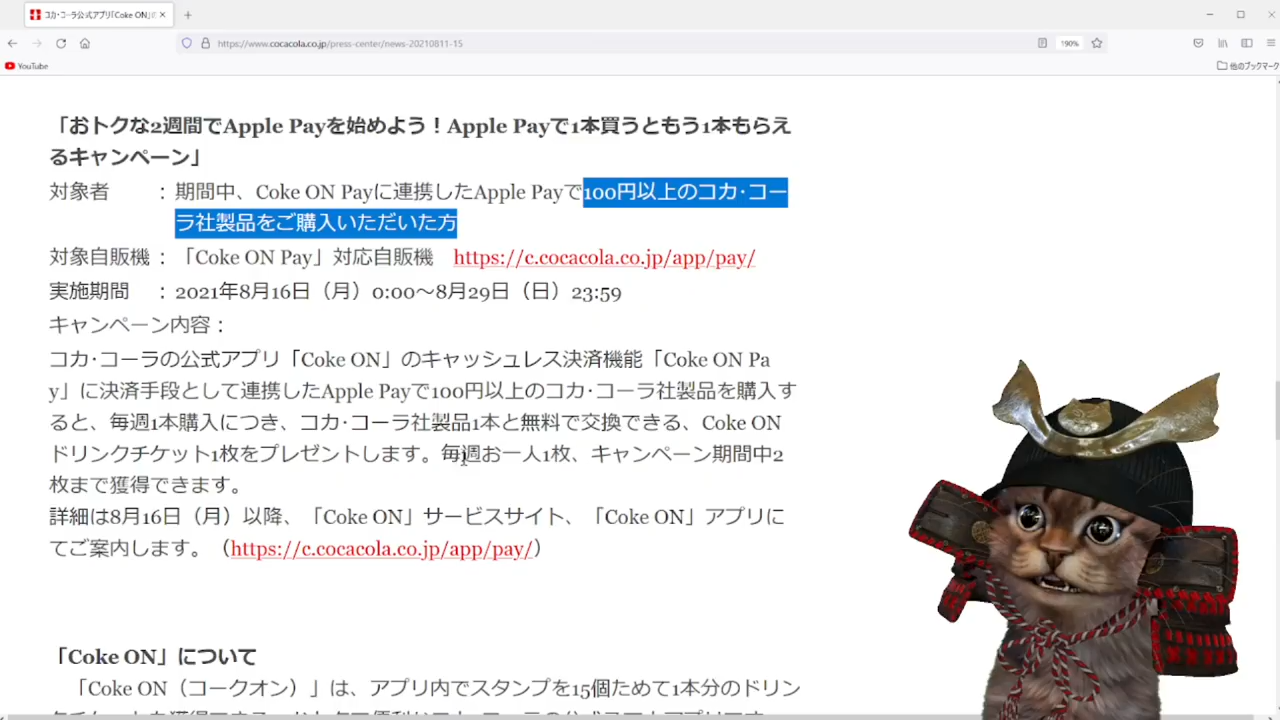 コカ･コーラ公式アプリ「Coke ON」の
https://www.cocacola.co.jp/press-center/news-20210811-15
190%
YouTube
他のブックマーク
「おトクな2週間でApple Payを始めよう！Apple Payで1本買うともう1本もらえ
るキャンペーン」
対象者 ：期間中、Coke ON Payに連携したApple Payで100円以上のコカ･コー
ラ社製品をご購入いただいた方
対象自販機：「Coke ON Pay」対応自販機 https://c.cocacola.co.jp/app/pay/
実施期間 ：2021年8月16日（月）0:00～8月29日（日）23:59
キャンペーン内容：
コカ･コーラの公式アプリ「Coke ON」のキャッシュレス決済機能「Coke ON Pa
y」に決済手段として連携したApple Payで100円以上のコカ･コーラ社製品を購入す
ると、毎週1本購入につき、コカ･コーラ社製品1本と無料で交換できる、Coke ON
ドリンクチケット1枚をプレゼントします。毎週お一人1枚、キャンペーン期間中2
枚まで獲得できます。
詳細は8月16日（月）以降、「Coke ON」サービスサイト、「Coke ON」アプリに
てご案内します。（https://c.cocacola.co.jp/app/pay/）
「Coke ON」について
「Coke ON（コークオン）」は、アプリ内でスタンプを15個ためて1本分のドリン